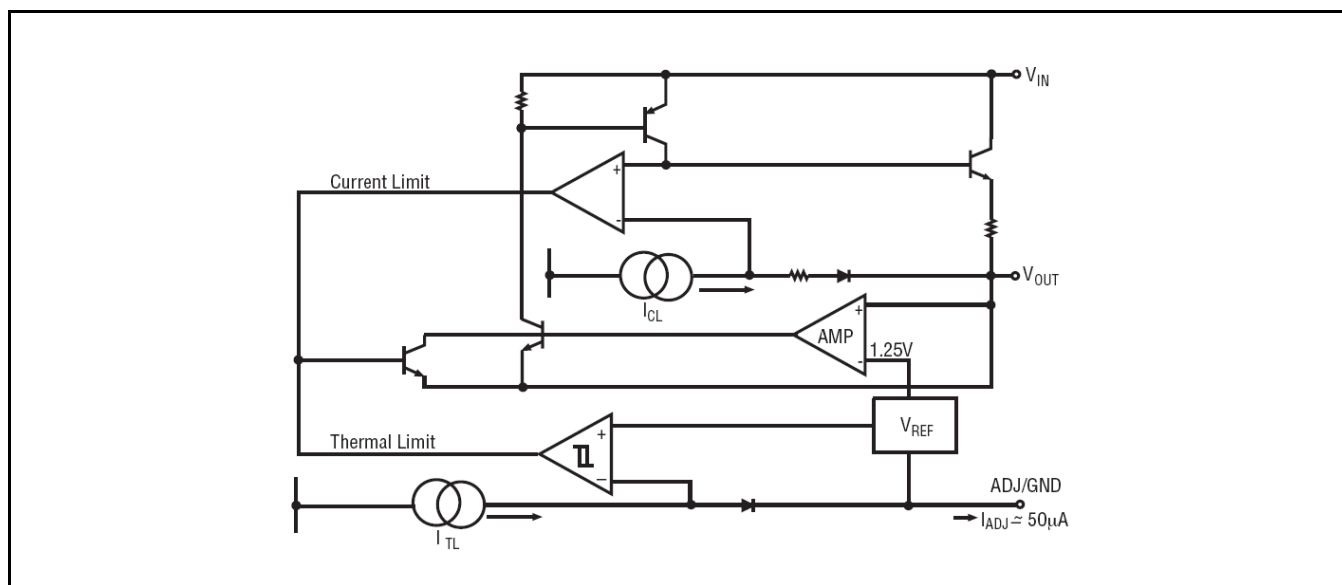 V_IN
+
Current Limit
-
V_OUT
I_CL
+
AMP
1.25V
-
V_REF
+
Thermal Limit
–
ADJ/GND
I_ADJ ≃ 50µA
I_TL